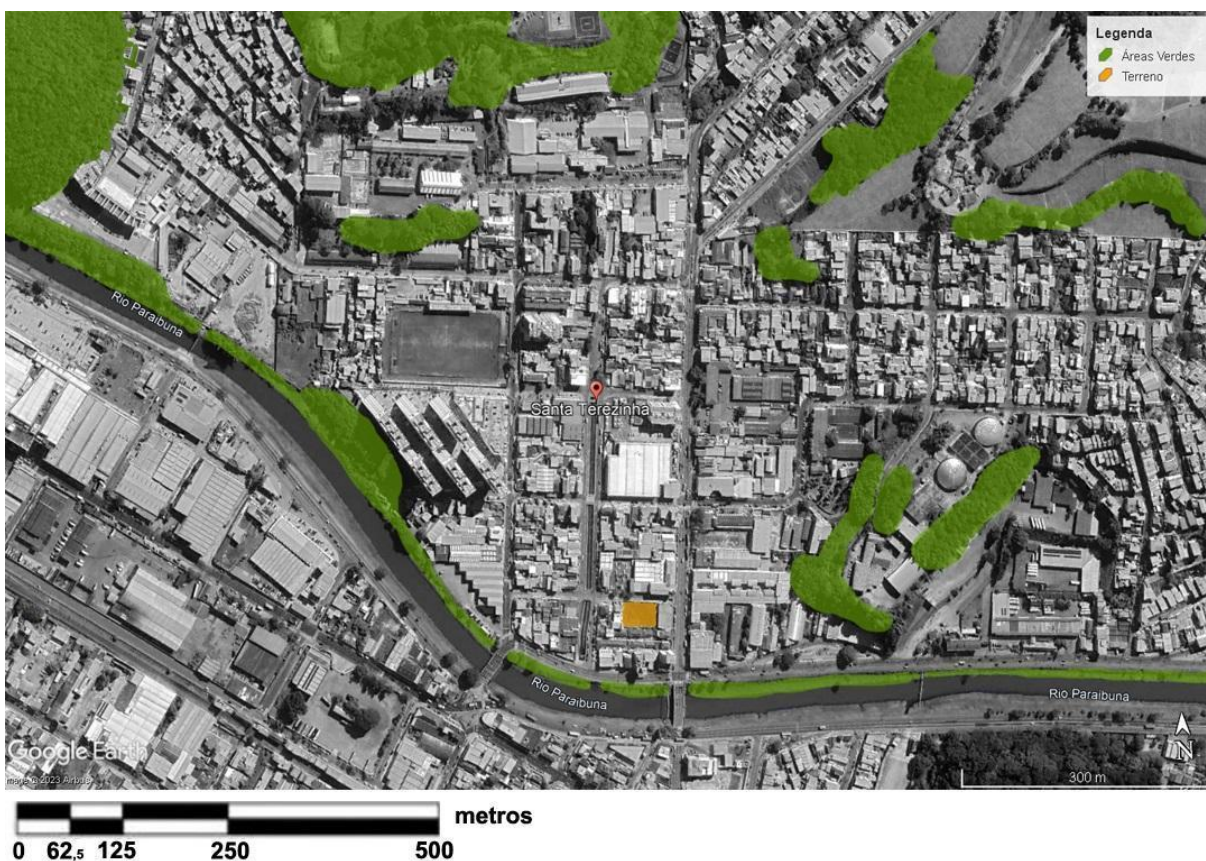 Legenda
Áreas Verdes
Terreno
Rio Paraibuna
Santa Terezinha
Rio Paraibuna
Rio Paraibuna
Google Earth
N
300 m
metros
0 62,5 125 250 500